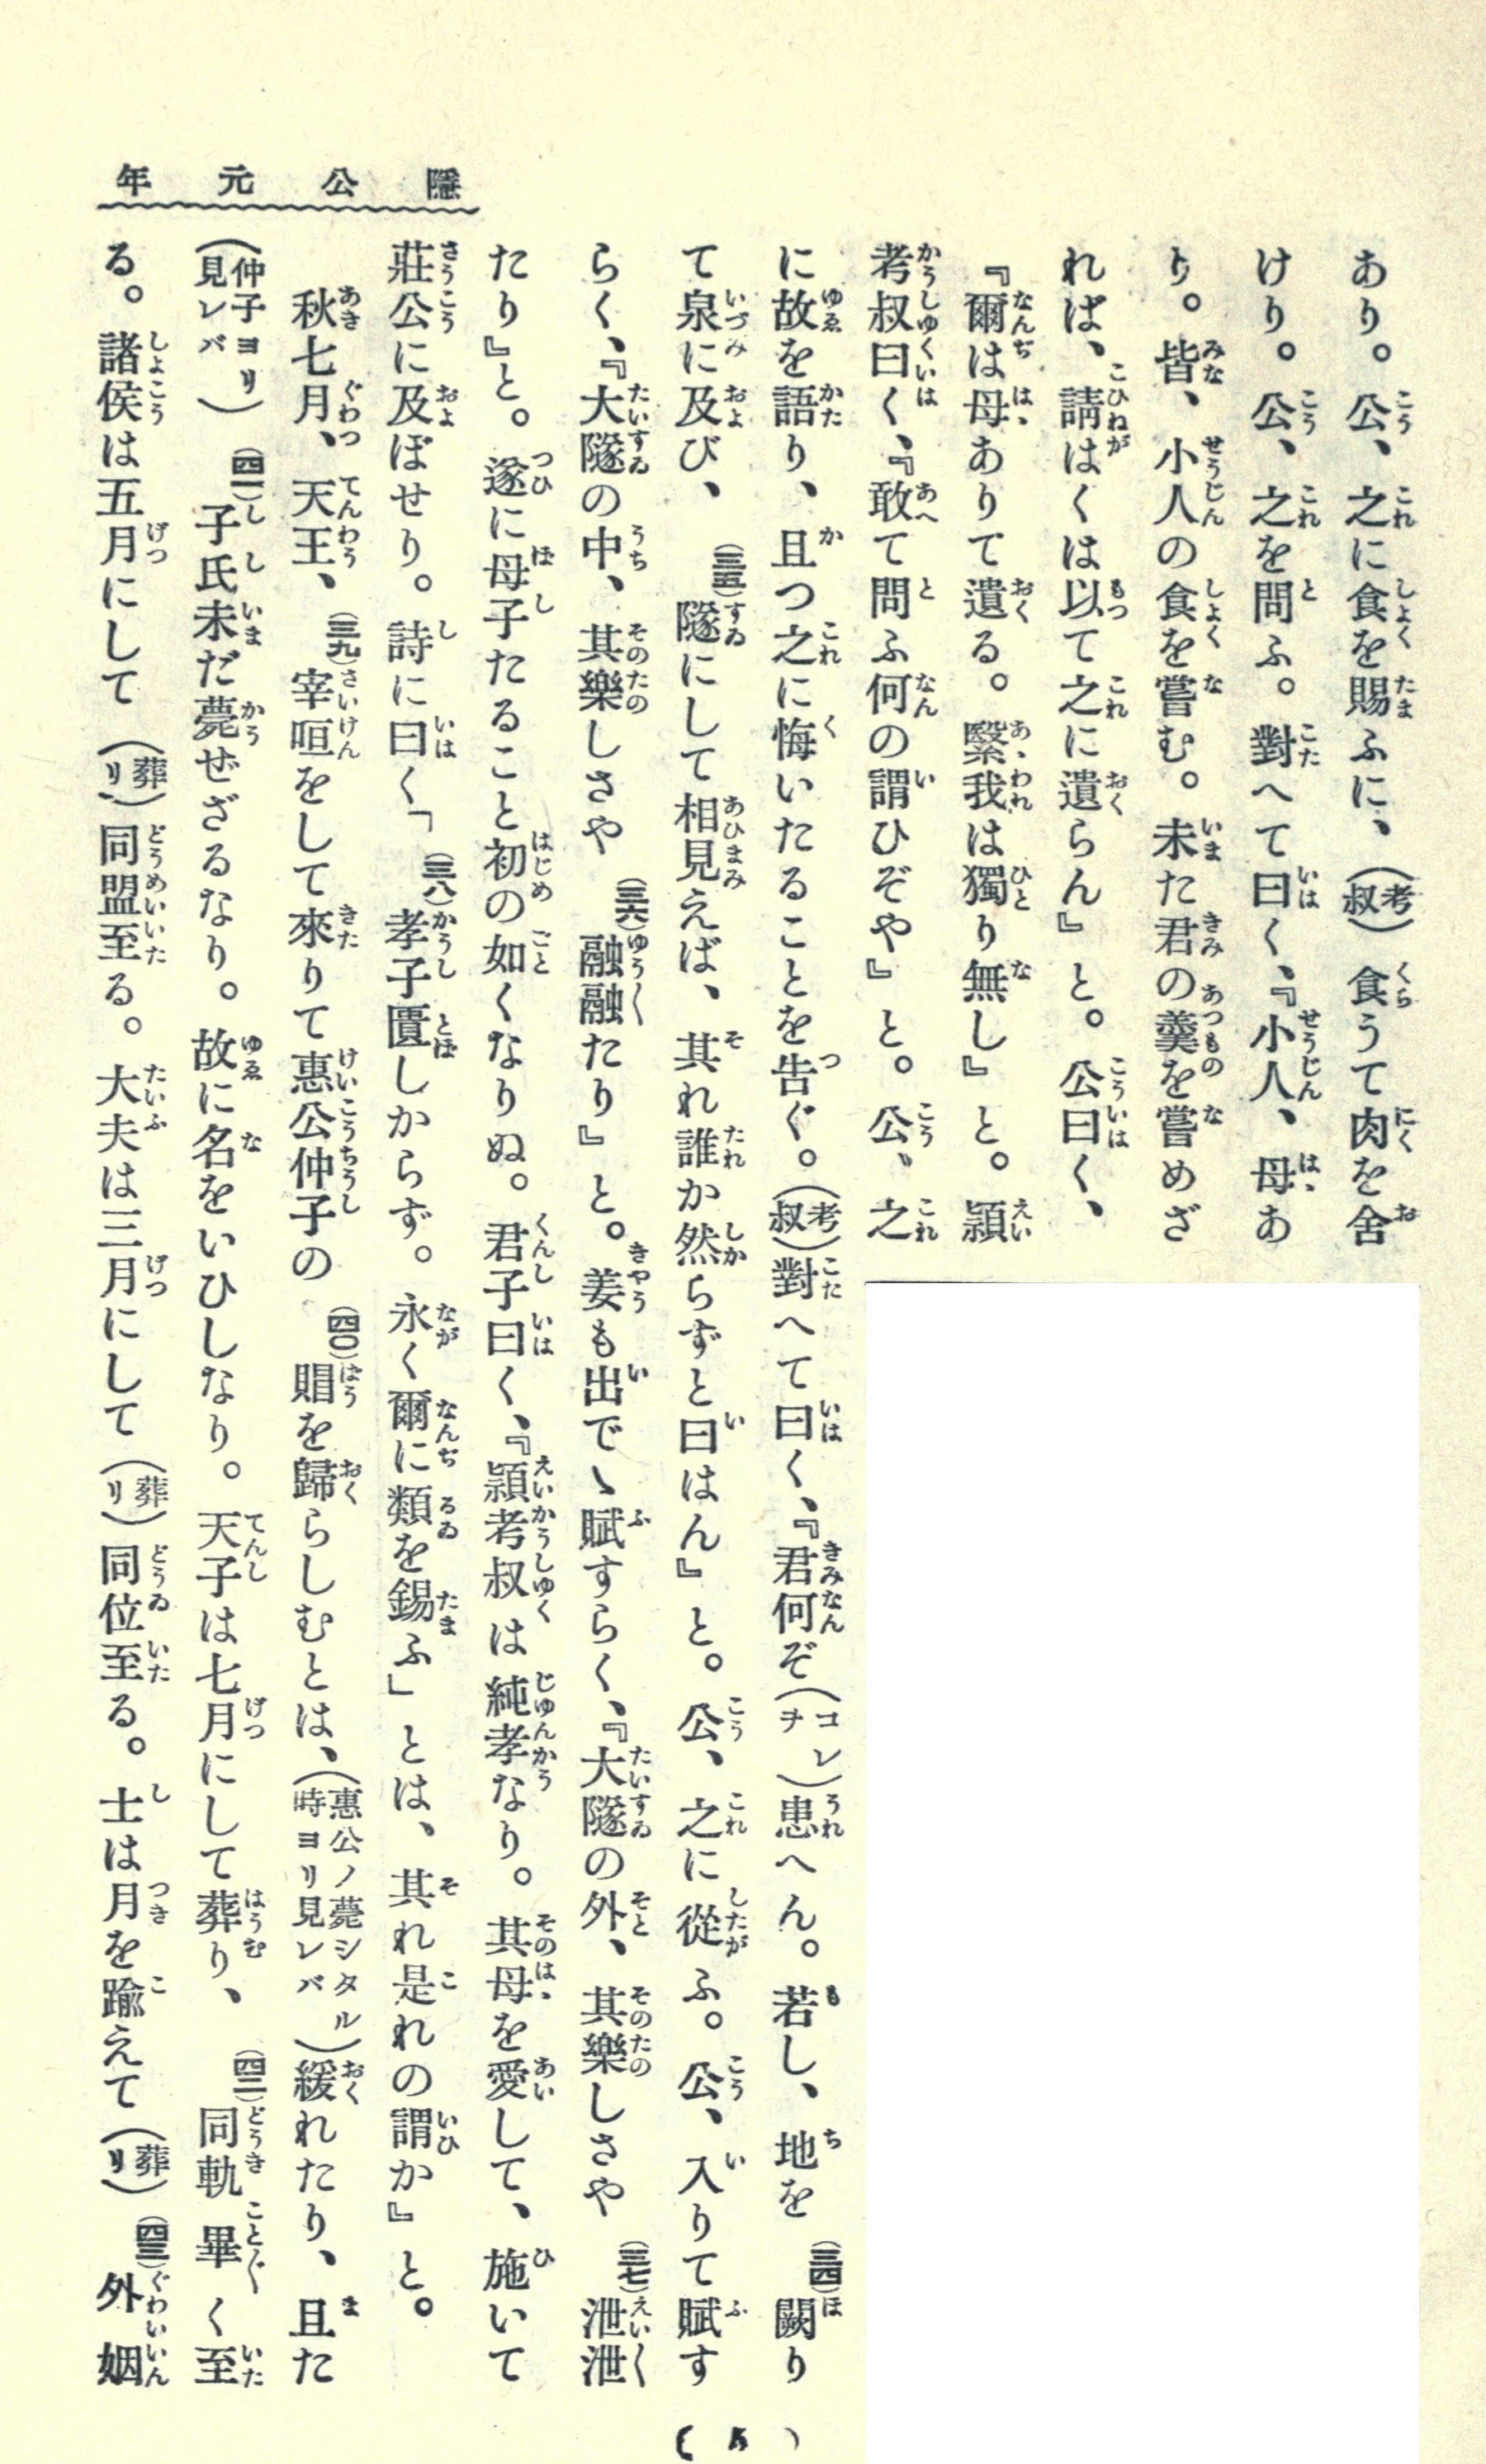 隱公元年
あり。公、之に食を賜ふに、（考叔）食うて肉を舍
けり。公、之を問ふ。對へて曰く、『小人、母あ
り。皆、小人の食を嘗む。未た君の羹を嘗めざ
れば、請はくは以て之に遺らん』と。公曰く、
『爾は母ありて遺る。繄我は獨り無し』と。潁
考叔曰く、『敢て問ふ何の謂ひぞや』と。公、之
に故を語り、且つ之に悔いたることを告ぐ。（考叔）對へて曰く、『君何ぞ（コレヲ）患へん。若し、地を（三四）闕り
て泉に及び、（三五）隧にして相見えば、其れ誰か然らずと曰はん』と。公、之に從ふ。公、入りて賦す
らく、『大隧の中、其樂しさや（三六）融融たり』と。姜も出でゝ賦すらく、『大隧の外、其樂しさや（三七）泄泄
たり』と。遂に母子たること初の如くなりぬ。君子曰く、『潁考叔は純孝なり。其母を愛して、施いて
莊公に及ぼせり。詩に曰く「（三八）孝子匱しからず。永く爾に類を錫ふ」とは、其れ是れの謂か』と。
秋七月、天王、（三九）宰咺をして來りて惠公仲子の（四〇）賵を歸らしむとは、（惠公ノ薨シタル時ヨリ見レバ）緩れたり、且た
（仲子ヨリ見レバ）（四一）子氏未だ薨ぜざるなり。故に名をいひしなり。天子は七月にして葬り、（四二）同軌畢く至
る。諸侯は五月にして（葬リ）同盟至る。大夫は三月にして（葬リ）同位至る。士は月を踰えて（葬リ）（四三）外姻